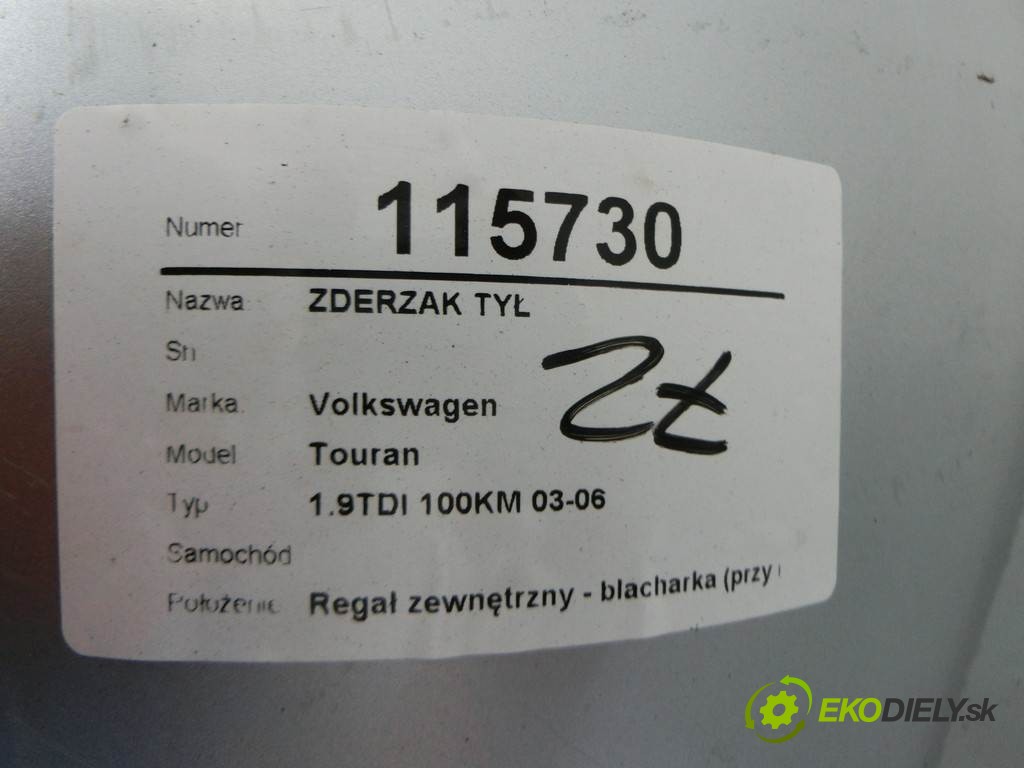 Numer 115730
Nazwa ZDERZAK TYŁ
Sn
Marka Volkswagen
Zł
Model Touran
Typ 1.9TDI 100KM 03-06
Samochód
Położenie Regał zewnętrzny - blacharka (przy
EKODIELY.sk